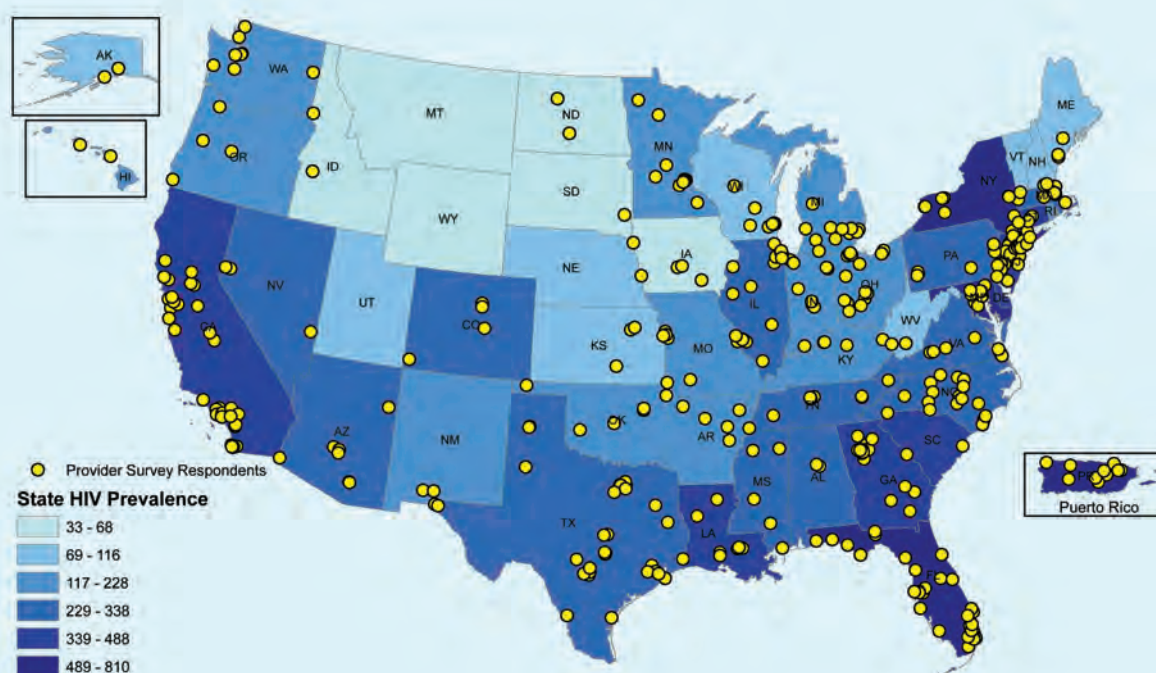 AK
HI
WA
OR
ID
MT
ND
MN
SD
WY
WI
MI
ME
VT
NH
NY
RI
NV
UT
CO
NE
IA
IL
IN
OH
PA
DE
CA
KS
MO
KY
WV
VA
AZ
NM
OK
AR
TN
NC
SC
TX
LA
MS
AL
GA
FL
PR
Puerto Rico
Provider Survey Respondents
State HIV Prevalence
33 - 68
69 - 116
117 - 228
229 - 338
339 - 488
489 - 810